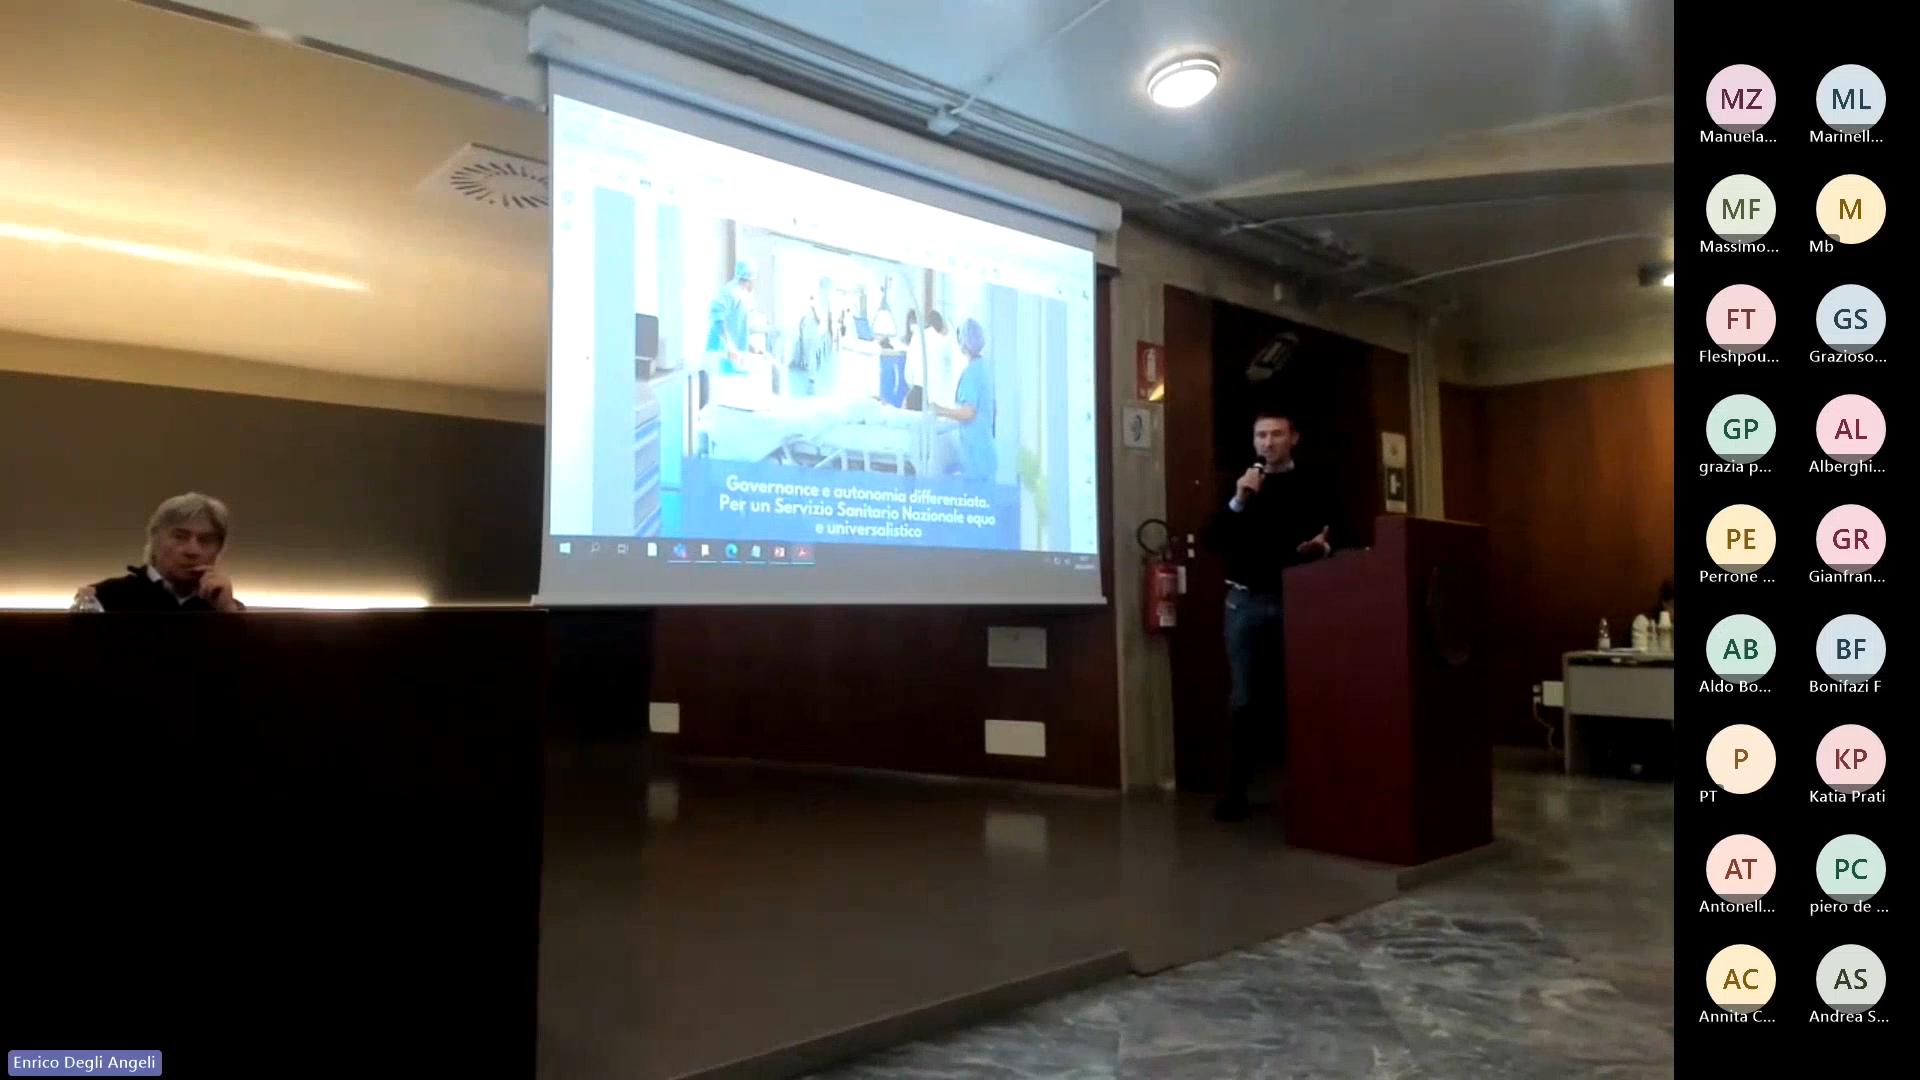 Governance e autonomia differenziata.
Per un Servizio Sanitario Nazionale equo
e universalistico
Enrico Degli Angeli
MZ
Manuela...
ML
Marinell...
MF
Massimo...
M
Mb
FT
Fleshpou...
GS
Grazioso...
GP
grazia p...
AL
Alberghi...
PE
Perrone ...
GR
Gianfran...
AB
Aldo Bo...
BF
Bonifazi F
P
PT
KP
Katia Prati
AT
Antonell...
PC
piero de ...
AC
Annita C...
AS
Andrea S...